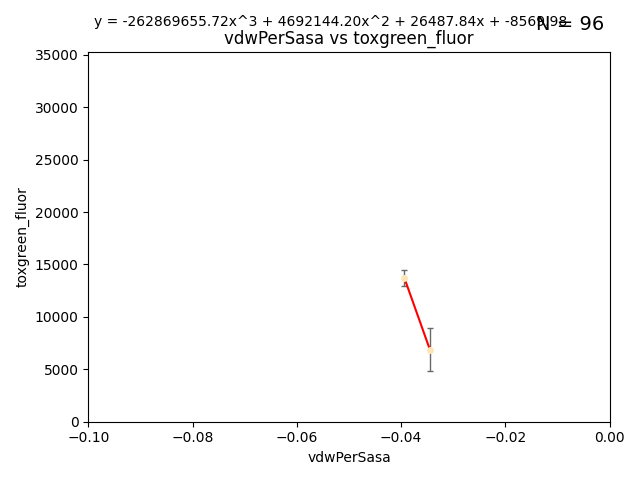 y = -262869655.72x^3 + 4692144.20x^2 + 26487.84x + -8569.98
N = 96
vdwPerSasa vs toxgreen_fluor
35000
30000
25000
20000
15000
10000
5000
0
toxgreen_fluor
−0.10
−0.08
−0.06
−0.04
−0.02
0.00
vdwPerSasa